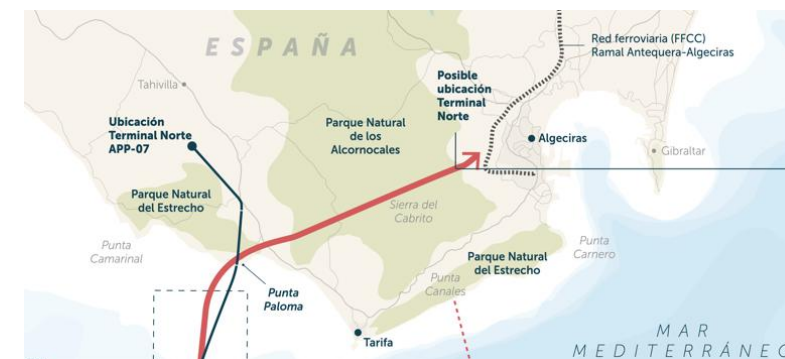 ESPAÑA
Red ferroviaria (FFCC)
Ramal Antequera-Algeciras
Tahivilla
Posible
ubicación
Terminal
Norte
Ubicación
Terminal Norte
APP-07
Parque Natural
de los
Alcornocales
Algeciras
Gibraltar
Parque Natural
del Estrecho
Sierra del
Cabrito
Punta
Camarinal
Punta
Carnero
Parque Natural
del Estrecho
Punta
Paloma
Punta
Canales
Tarifa
MAR
MEDITERRÁNEO